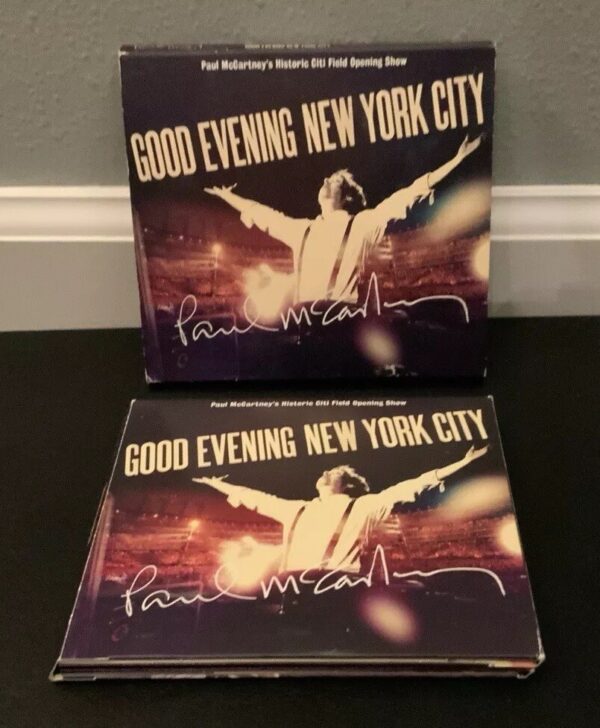 Paul McCartney's Historic Citi Field Opening Show
GOOD EVENING NEW YORK CITY
Paul McCartney
Paul McCartney's Historic Citi Field Opening Show
GOOD EVENING NEW YORK CITY
Paul McCartney